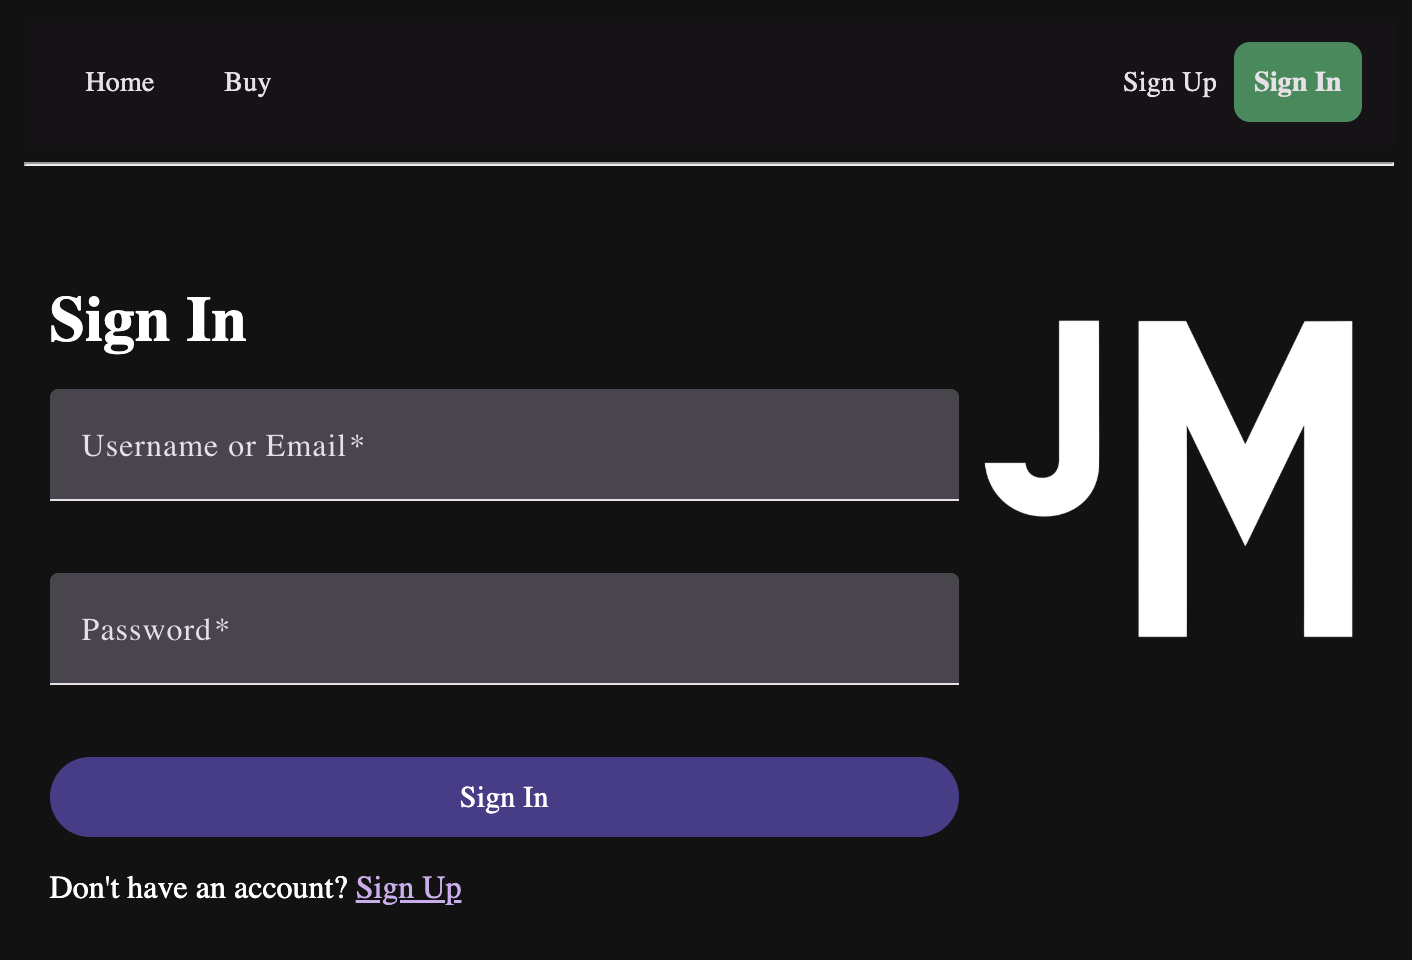 Home Buy Sign Up Sign In
Sign In
JM
Username or Email*
Password*
Sign In
Don't have an account? Sign Up